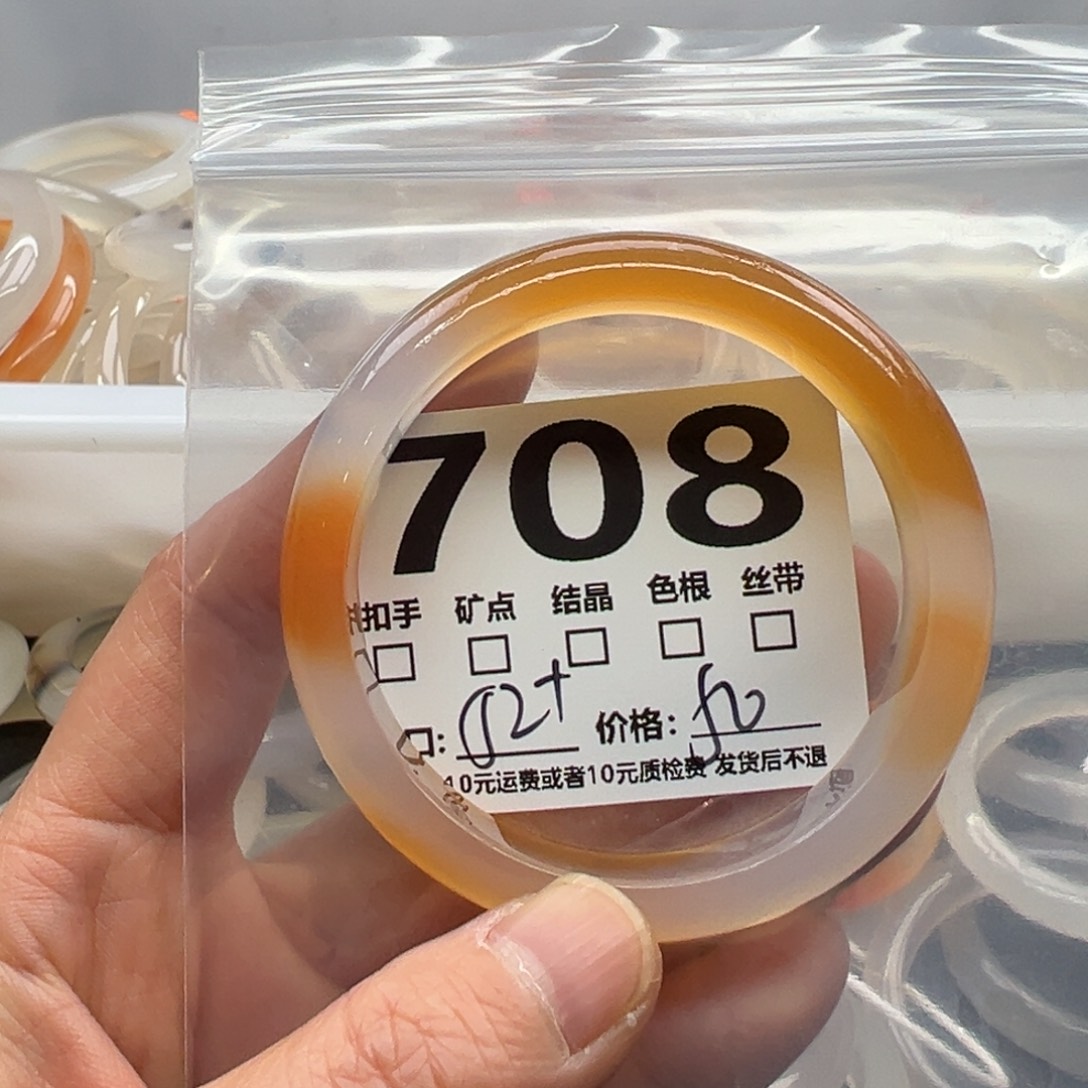 708
扣手 矿点 结晶 色根 丝带
口: 52+ 价格: 50
10元运费或者10元质检费 发货后不退